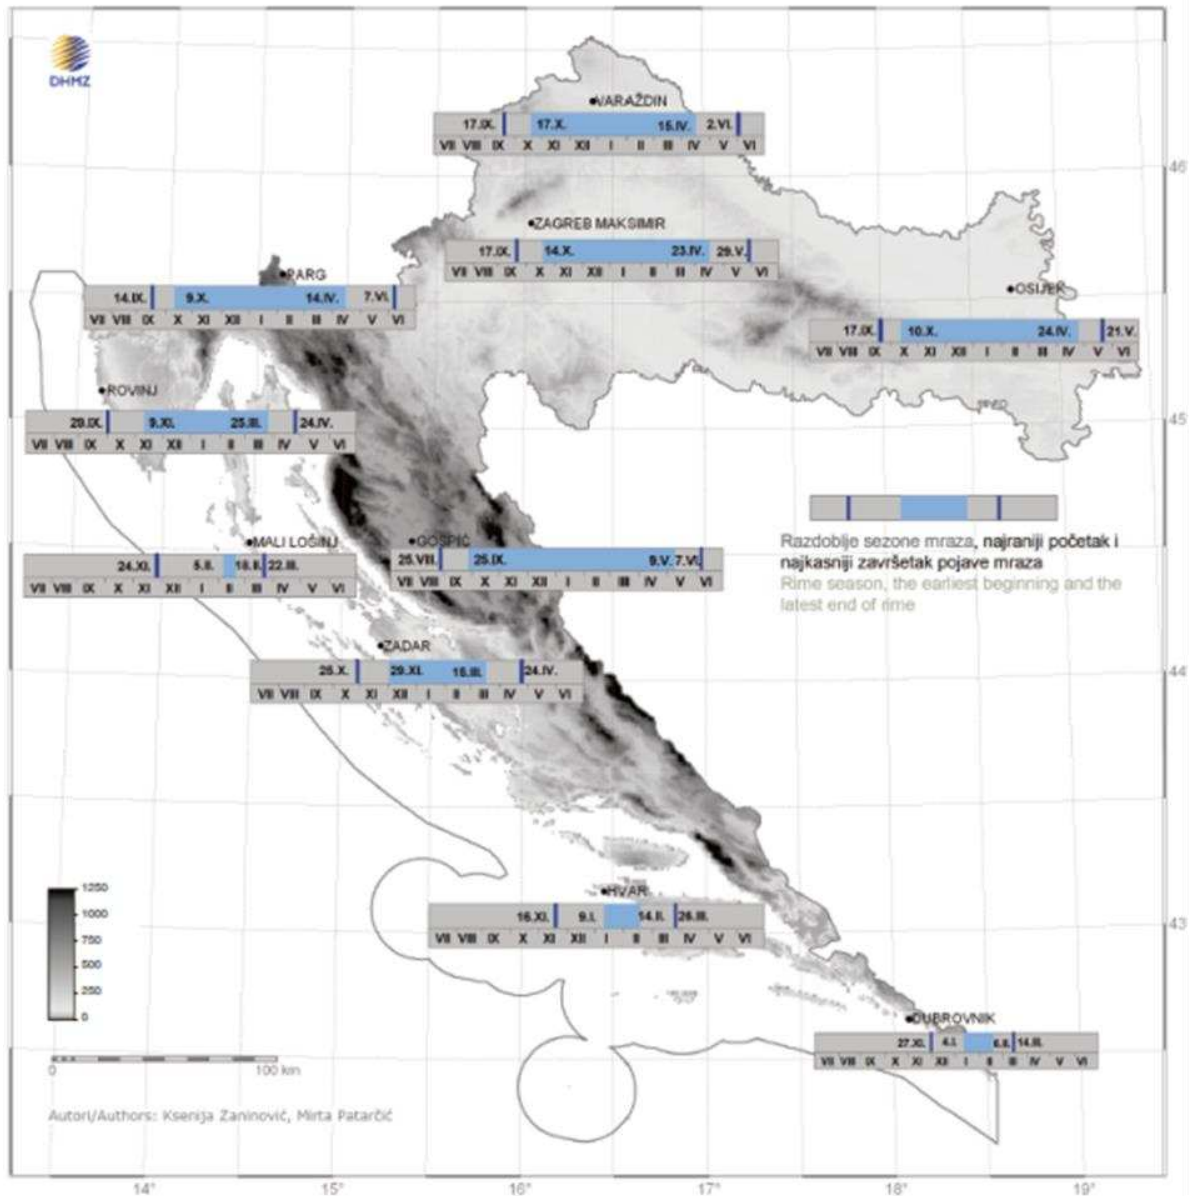 DHMZ
VARAŽDIN
17.IX. 17.X. 15.IV. 2.VI.
VII VIII IX X XI XII I II III IV V VI
ZAGREB MAKSIMIR
17.IX. 14.X. 23.IV. 29.V.
VII VIII IX X XI XII I II III IV V VI
PARG
14.IX. 9.X. 14.IV. 7.VI.
VII VIII IX X XI XII I II III IV V VI
OSIJEK
17.IX. 10.X. 24.IV. 21.V.
VII VIII IX X XI XII I II III IV V VI
ROVINJ
29.IX. 9.XI. 25.III. 24.IV.
VII VIII IX X XI XII I II III IV V VI
MALI LOŠINJ
24.XI. 5.II. 18.II. 22.III.
VII VIII IX X XI XII I II III IV V VI
GOSPIĆ
25.VIII. 25.IX. 9.V. 7.VI.
VII VIII IX X XI XII I II III IV V VI
Razdoblje sezone mraza, najraniji početak i
najkasniji završetak pojave mraza
Rime season, the earliest beginning and the
latest end of rime
ZADAR
29.XI. 15.III. 24.IV.
VII VIII IX X XI XII I II III IV V VI
HVAR
16.XI. 9.I. 14.II. 26.III.
VII VIII IX X XI XII I II III IV V VI
DUBROVNIK
27.XI. 4.I. 6.II. 14.III.
VII VIII IX X XI XII I II III IV V VI
1250
1000
750
500
250
0
0 100 km
Autori/Authors: Ksenija Zaninović, Mirta Patarčić
46
45
44
43
14° 15° 16° 17° 18° 19°